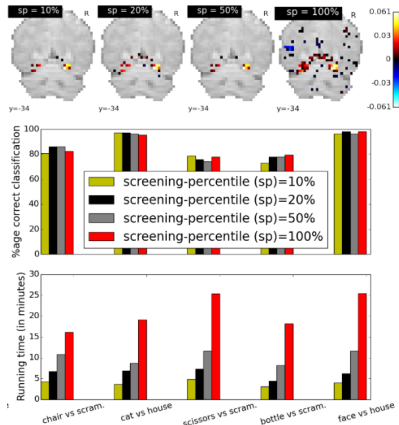 sp = 10% R sp = 20% R sp = 50% R sp = 100% R
0.061
0.03
0
-0.03
-0.061
y=-34 y=-34 y=-34 y=-34
%age correct classification
100
80
60
40
20
0
screening-percentile (sp)=10%
screening-percentile (sp)=20%
screening-percentile (sp)=50%
screening-percentile (sp)=100%
Running time (in minutes)
30
25
20
15
10
5
0
chair vs scram. cat vs house scissors vs scram. bottle vs scram. face vs house